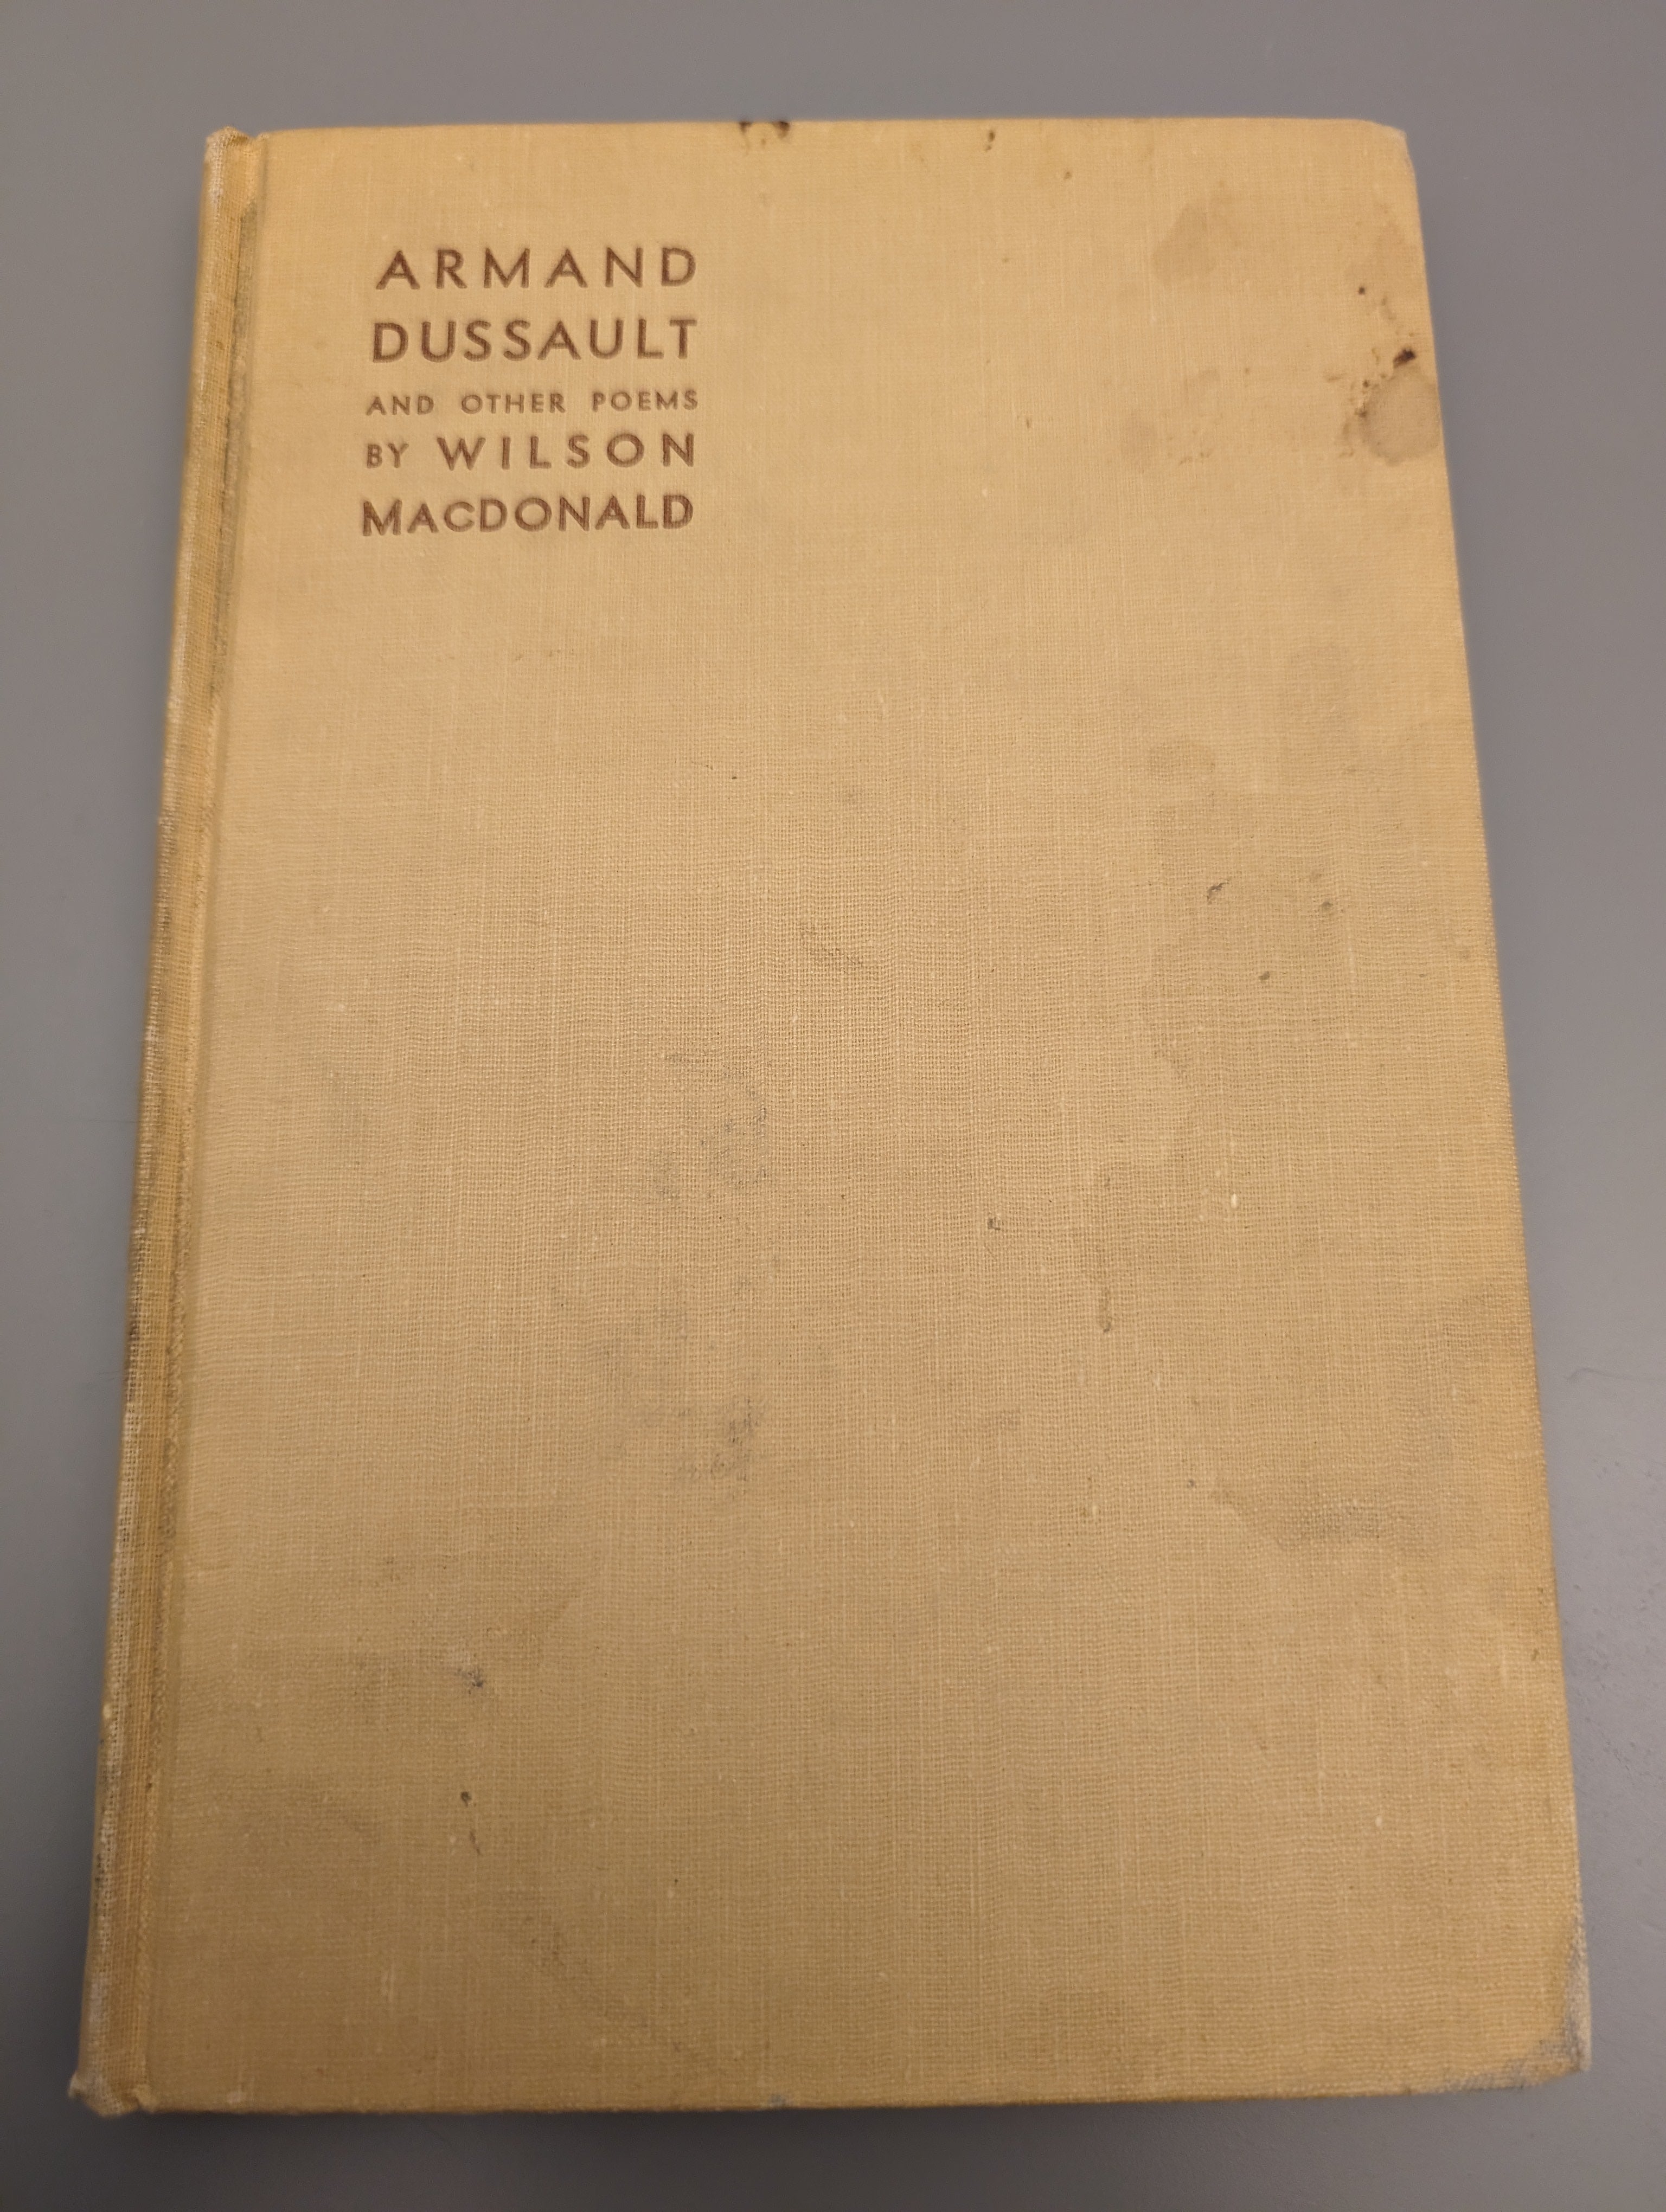 ARMAND
DUSSAULT
AND OTHER POEMS
BY WILSON
MACDONALD